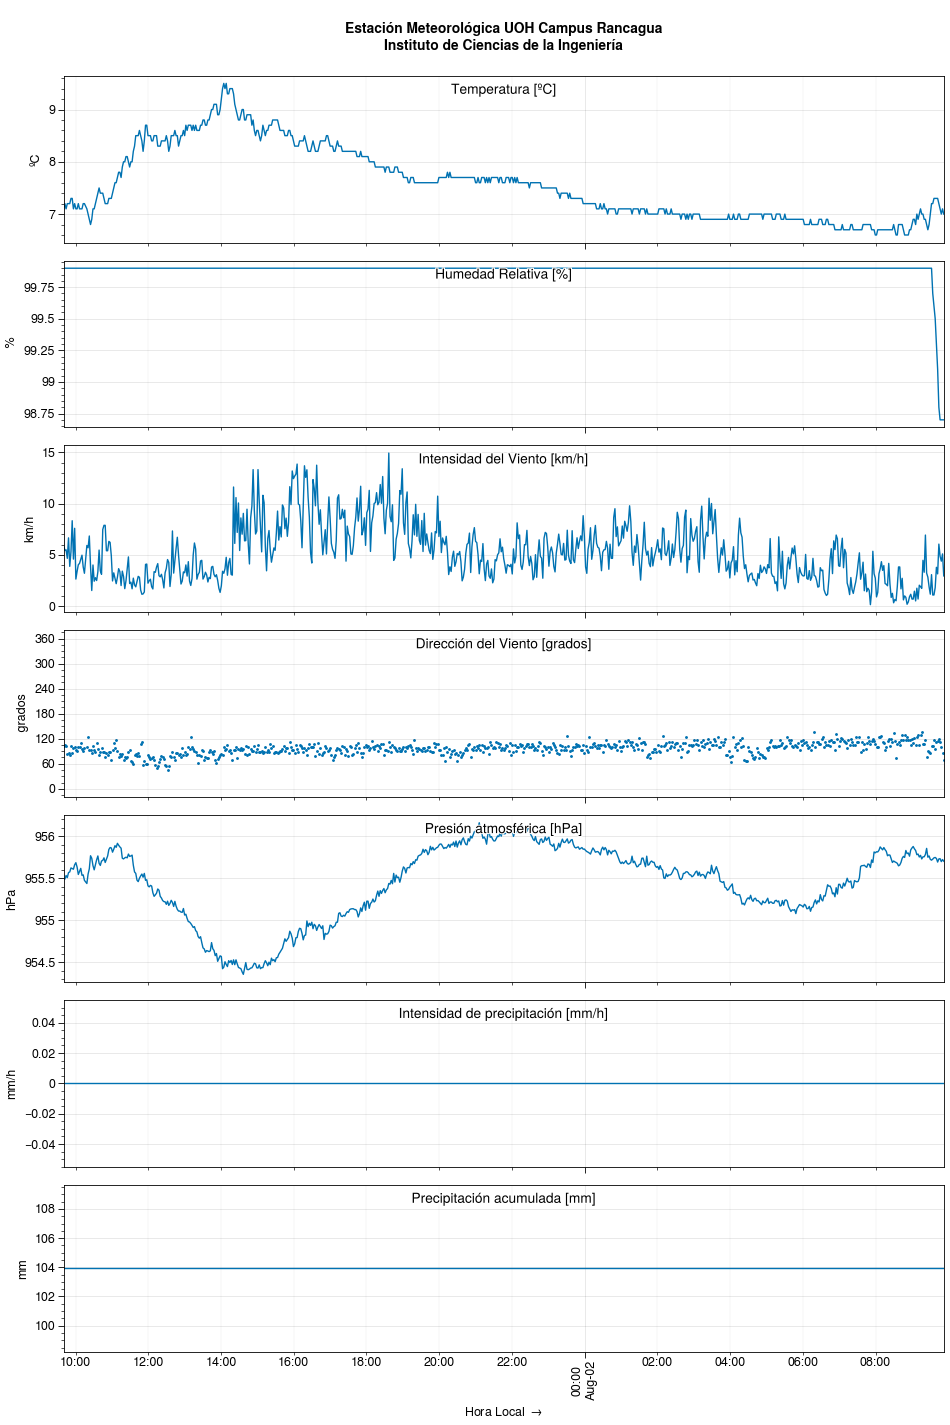 Estación Meteorológica UOH Campus Rancagua
Instituto de Ciencias de la Ingeniería
Temperatura [ºC]
9
8
7
ºC
Humedad Relativa [%]
99.75
99.5
99.25
99
98.75
%
Intensidad del Viento [km/h]
15
10
5
0
km/h
Dirección del Viento [grados]
360
300
240
180
120
60
0
grados
Presión atmosférica [hPa]
956
955.5
955
954.5
hPa
Intensidad de precipitación [mm/h]
0.04
0.02
0
−0.02
−0.04
mm/h
Precipitación acumulada [mm]
108
106
104
102
100
mm
10:00 12:00 14:00 16:00 18:00 20:00 22:00 00:00 02:00 04:00 06:00 08:00
Aug-02
Hora Local →